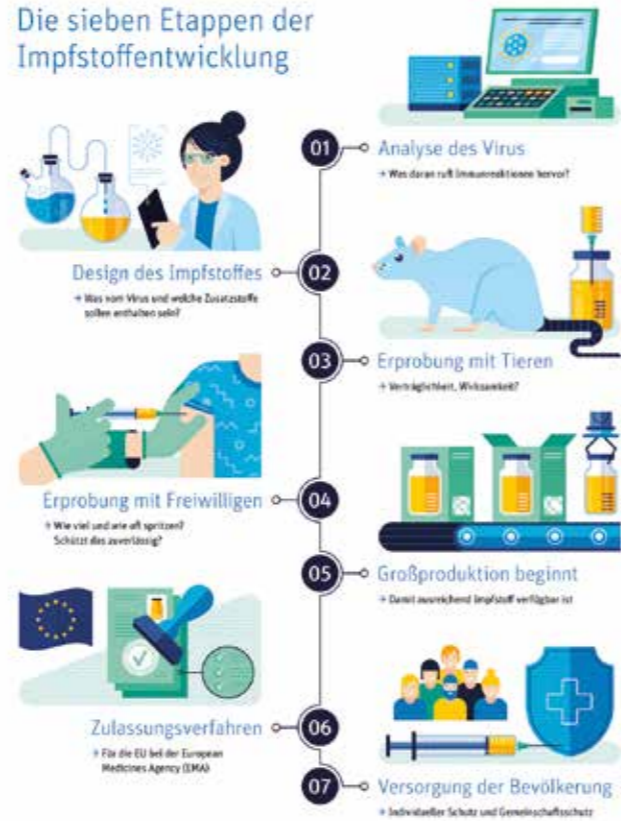 Die sieben Etappen der
Impfstoffentwicklung
01
Analyse des Virus
→ Was daran ruft Immunreaktionen hervor?
Design des Impfstoffes
02
→ Was vom Virus und welche Zusatzstoffe
sollen enthalten sein?
03
Erprobung mit Tieren
→ Verträglichkeit, Wirksamkeit?
Erprobung mit Freiwilligen
04
→ Wie viel und wie oft spritzen?
Schützt das zuverlässig?
05
Großproduktion beginnt
→ Damit ausreichend Impfstoff verfügbar ist
Zulassungsverfahren
06
→ Für die EU bei der European
Medicines Agency (EMA)
07
Versorgung der Bevölkerung
→ Individueller Schutz und Gemeinschaftsschutz